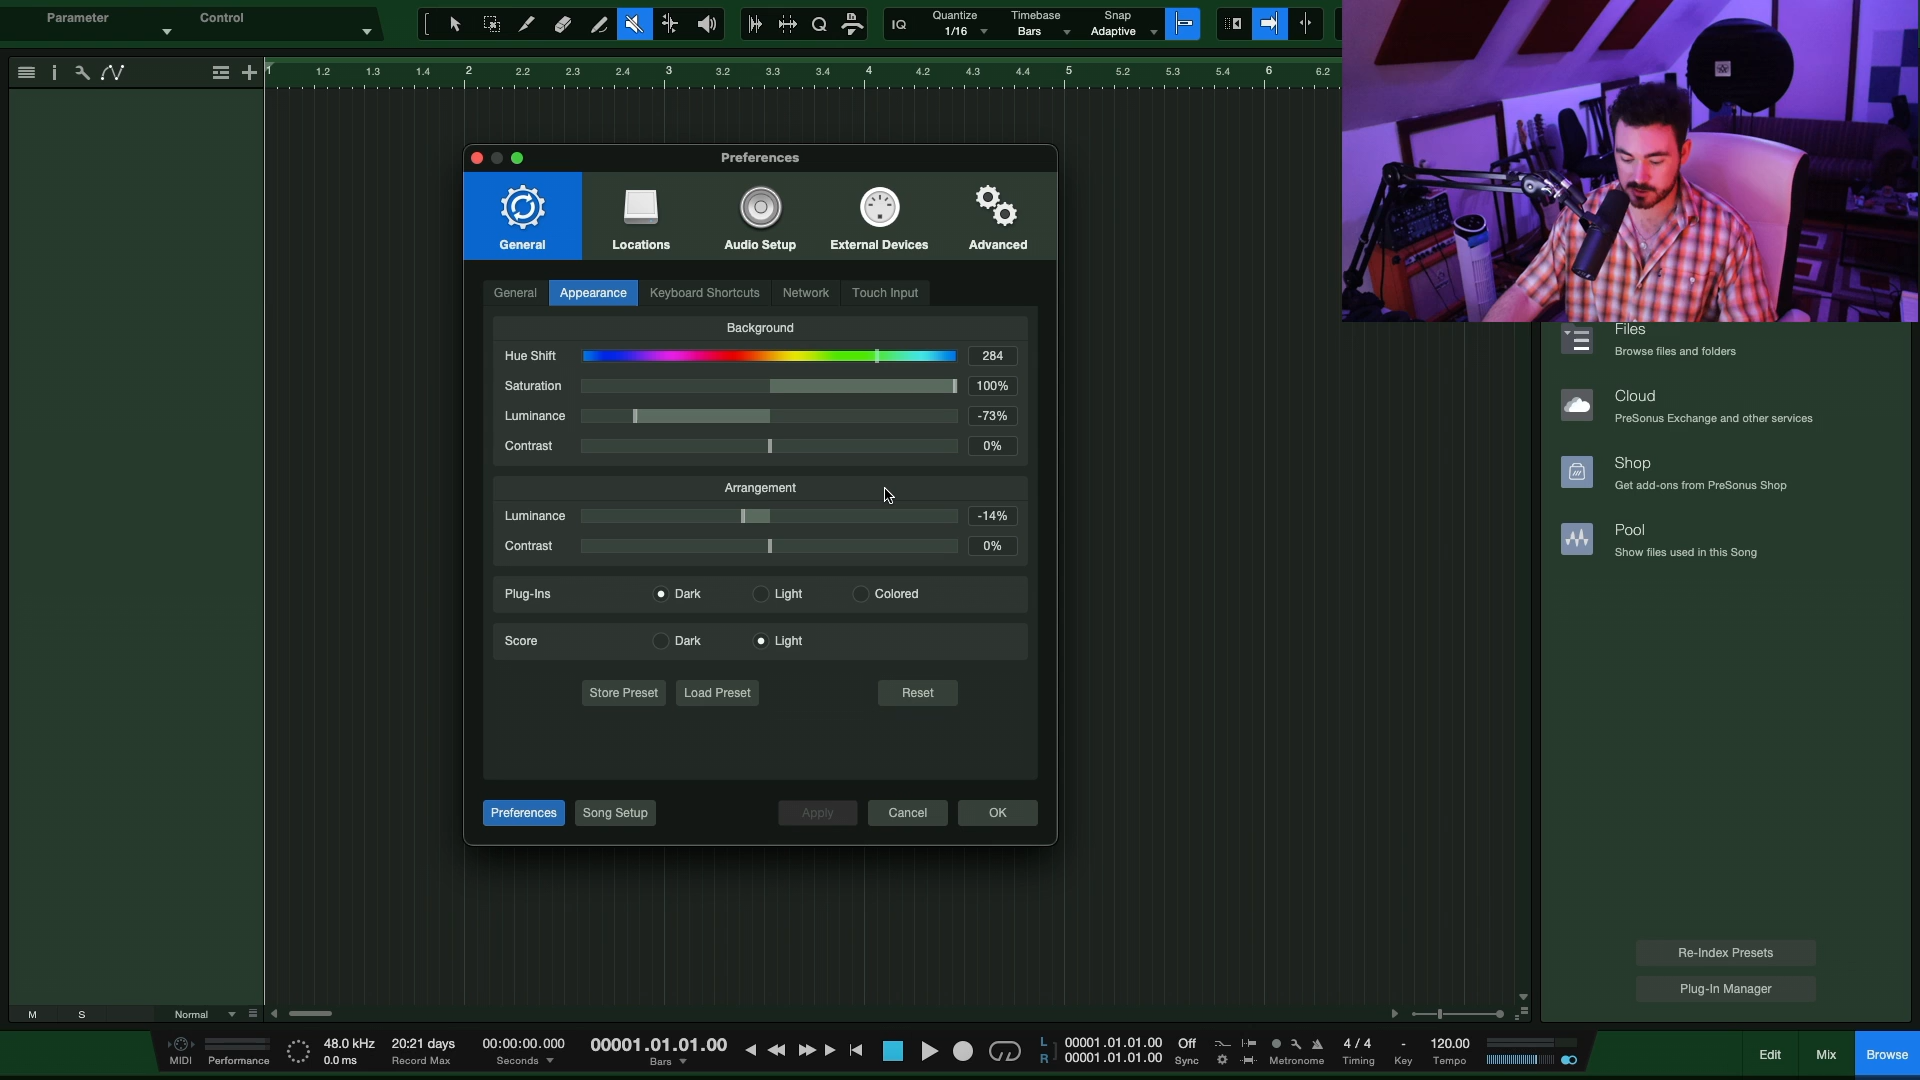 Parameter
Control
IQ
Quantize
1/16
Timebase
Bars
Snap
Adaptive
1
1.2
1.3
1.4
2
2.2
2.3
2.4
3
3.2
3.3
3.4
4
4.2
4.3
4.4
5
5.2
5.3
5.4
6
6.2
Preferences
General
Locations
Audio Setup
External Devices
Advanced
General
Appearance
Keyboard Shortcuts
Network
Touch Input
Background
Hue Shift
284
Saturation
100%
Luminance
-73%
Contrast
0%
Arrangement
Luminance
-14%
Contrast
0%
Plug-Ins
Dark
Light
Colored
Score
Dark
Light
Store Preset
Load Preset
Reset
Preferences
Song Setup
Apply
Cancel
OK
Files
Browse files and folders
Cloud
PreSonus Exchange and other services
Shop
Get add-ons from PreSonus Shop
Pool
Show files used in this Song
Re-Index Presets
Plug-In Manager
M
S
Normal
MIDI
Performance
48.0 kHz
0.0 ms
20:21 days
Record Max
00:00:00.000
Seconds
00001.01.01.00
Bars
L
R
00001.01.01.00
00001.01.01.00
Off
Sync
Metronome
4 / 4
Timing
-
Key
120.00
Tempo
Edit
Mix
Browse